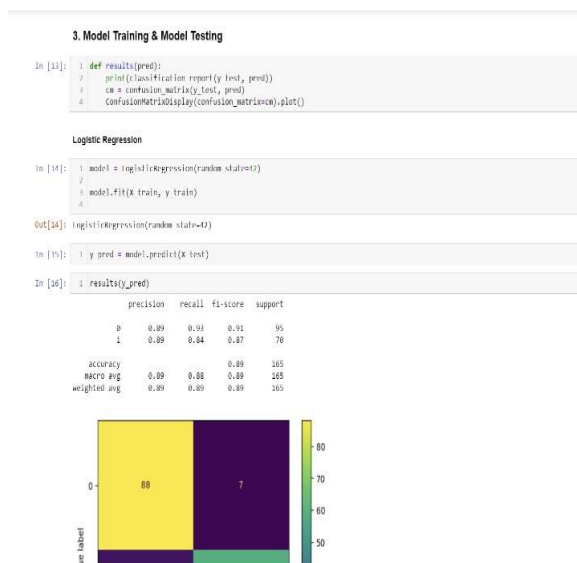 3. Model Training & Model Testing
In [13]: 1 def results(pred):
2 print(classification_report(y_test, pred))
3 cm = confusion_matrix(y_test, pred)
4 ConfusionMatrixDisplay(confusion_matrix=cm).plot()
Logistic Regression
In [14]: 1 model = LogisticRegression(random_state=42)
2
3 model.fit(X_train, y_train)
4
Out[14]: LogisticRegression(random_state=42)
In [15]: 1 y_pred = model.predict(X_test)
In [16]: 1 results(y_pred)
precision recall f1-score support
0 0.89 0.93 0.91 95
1 0.89 0.84 0.87 70
accuracy 0.89 165
macro avg 0.89 0.88 0.89 165
weighted avg 0.89 0.89 0.89 165
80
0 88 7
70
60
50